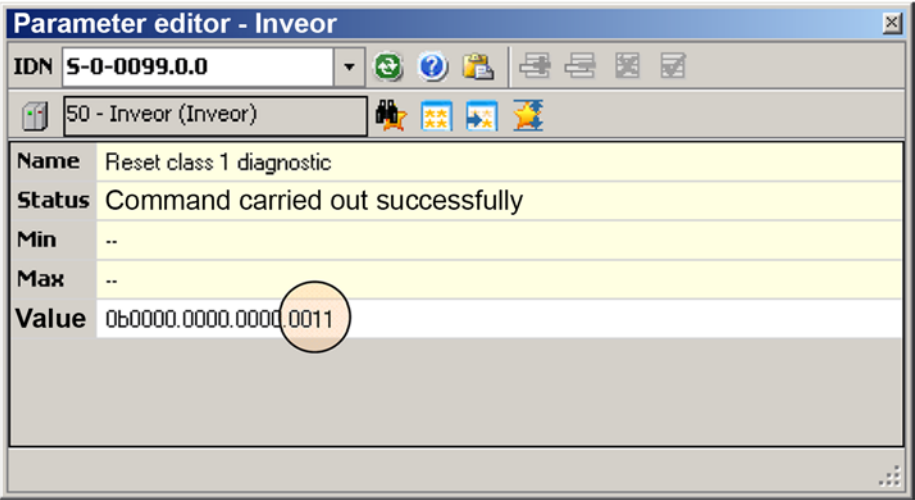 Parameter editor - Inveor
IDN S-0-0099.0.0
50 - Inveor (Inveor)
Name Reset class 1 diagnostic
Status Command carried out successfully
Min --
Max --
Value 0b0000.0000.0000.0011